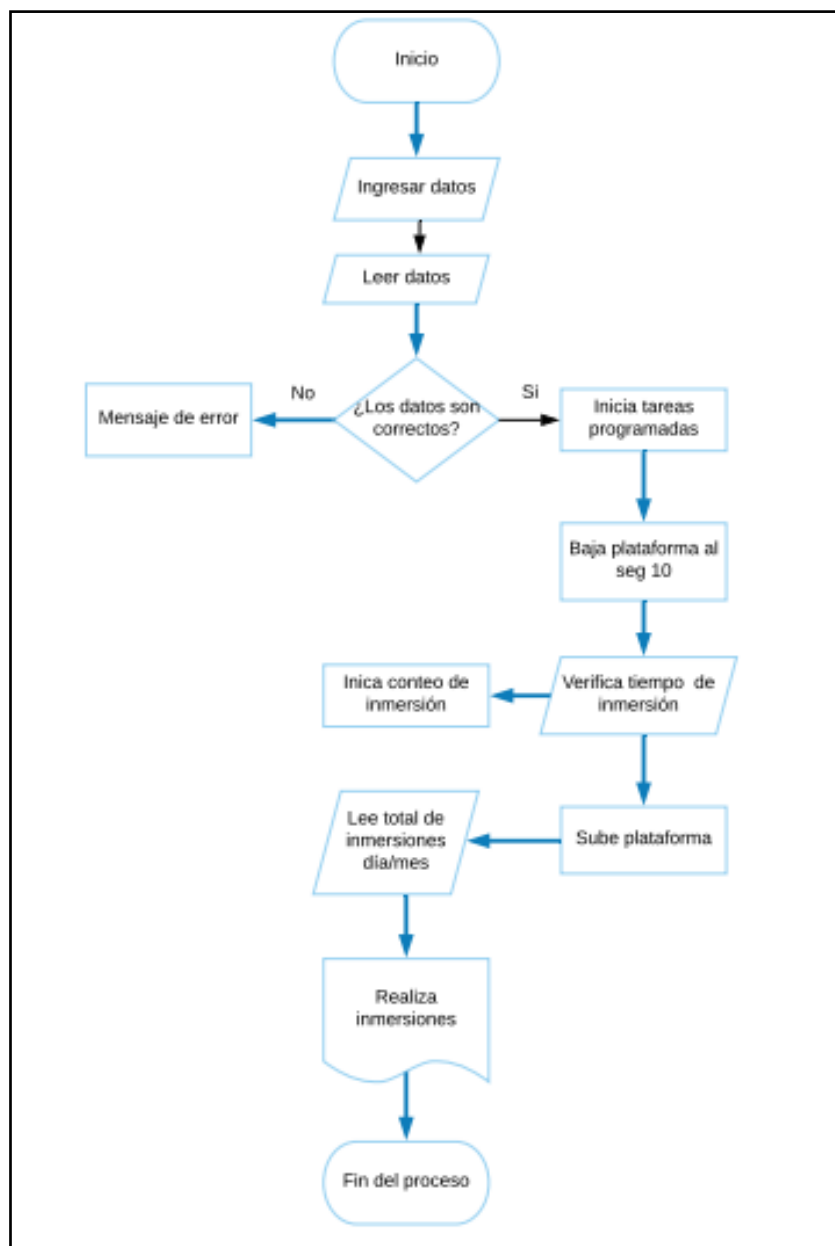 Inicio
Ingresar datos
Leer datos
¿Los datos son
correctos?
No
Mensaje de error
Si
Inicia tareas
programadas
Baja plataforma al
seg 10
Verifica tiempo de
inmersión
Inica conteo de
inmersión
Sube plataforma
Lee total de
inmersiones
día/mes
Realiza
inmersiones
Fin del proceso